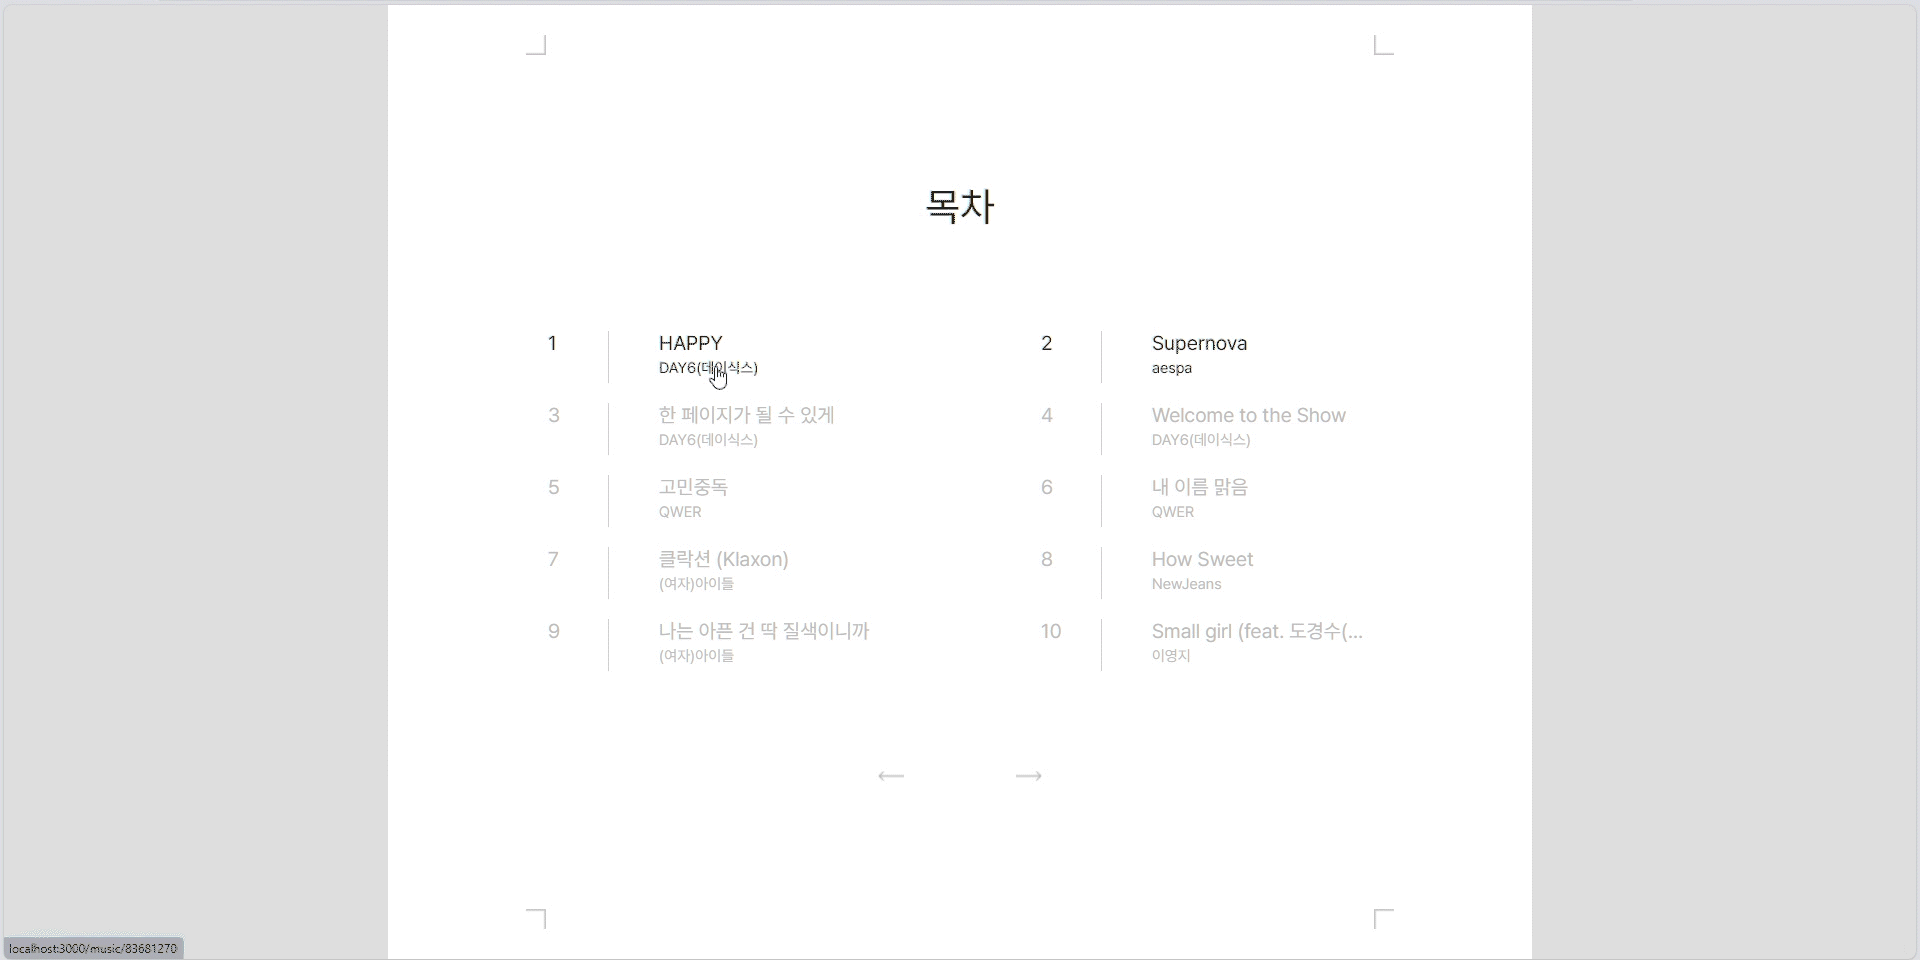 목차
1
HAPPY
DAY6(데이식스)
2
Supernova
aespa
3
한 페이지가 될 수 있게
DAY6(데이식스)
4
Welcome to the Show
DAY6(데이식스)
5
고민중독
QWER
6
내 이름 맑음
QWER
7
클락션 (Klaxon)
(여자)아이들
8
How Sweet
NewJeans
9
나는 아픈 건 딱 질색이니까
(여자)아이들
10
Small girl (feat. 도경수(...
이영지
localhost:3000/music/83681270